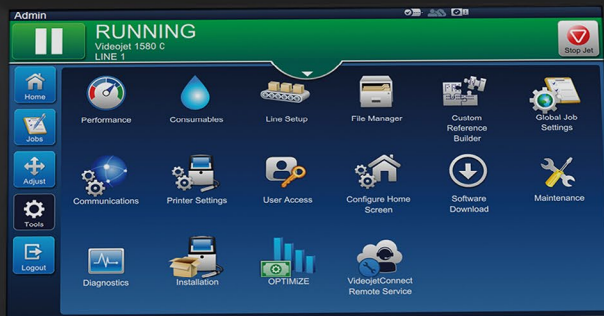 Admin
RUNNING
Videojet 1580 C
LINE 1
Stop Jet
Home
Jobs
Adjust
Tools
Logout
Performance
Consumables
Line Setup
File Manager
Custom
Reference
Builder
Global Job
Settings
Communications
Printer Settings
User Access
Configure Home
Screen
Software
Download
Maintenance
Diagnostics
Installation
OPTIMiZE
VideojetConnect
Remote Service